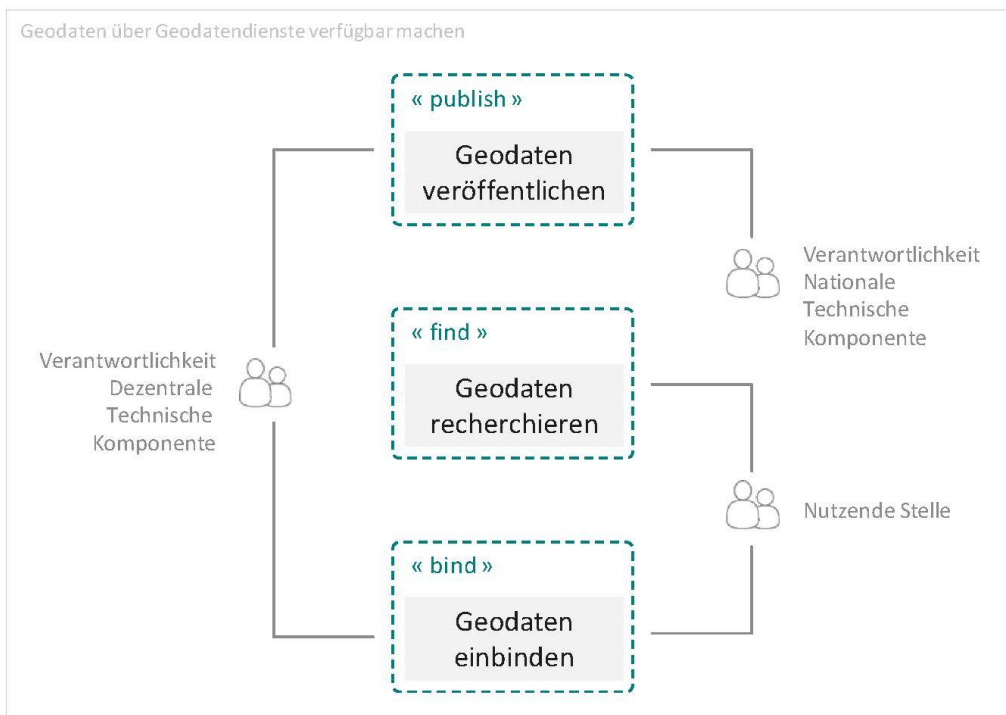 Geodaten über Geodatendienste verfügbar machen
« publish »
Geodaten
veröffentlichen
Verantwortlichkeit
Nationale
Technische
Komponente
« find »
Geodaten
recherchieren
Verantwortlichkeit
Dezentrale
Technische
Komponente
Nutzende Stelle
« bind »
Geodaten
einbinden